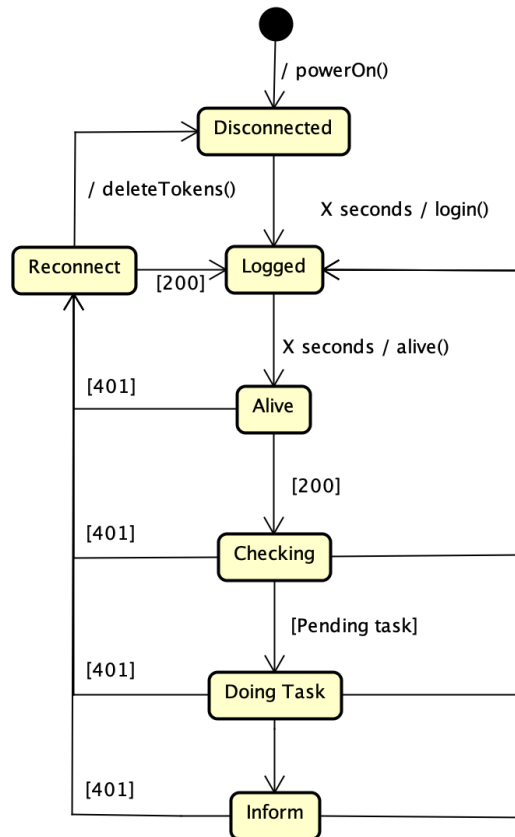 / powerOn()
Disconnected
/ deleteTokens()
X seconds / login()
Reconnect
Logged
[200]
X seconds / alive()
[401]
Alive
[200]
[401]
Checking
[Pending task]
[401]
Doing Task
[401]
Inform